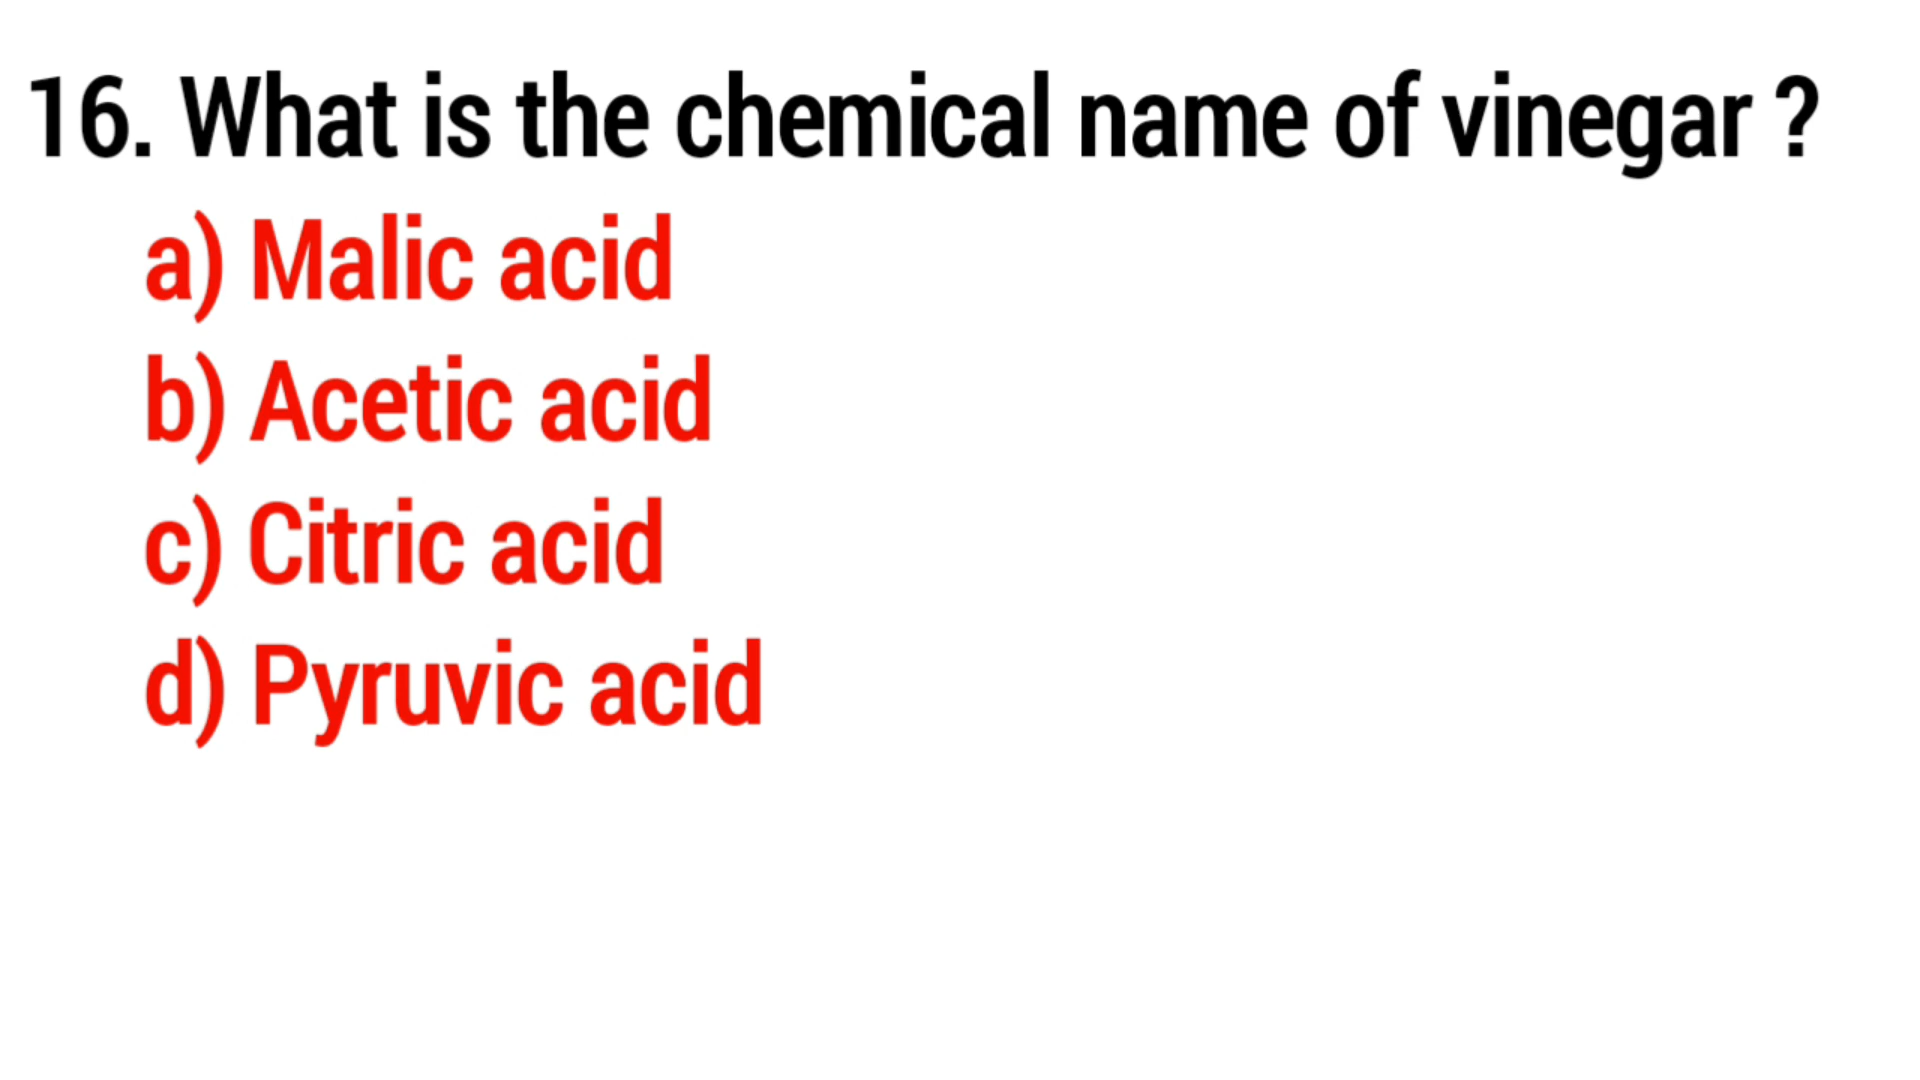 16. What is the chemical name of vinegar ?
a) Malic acid
b) Acetic acid
c) Citric acid
d) Pyruvic acid